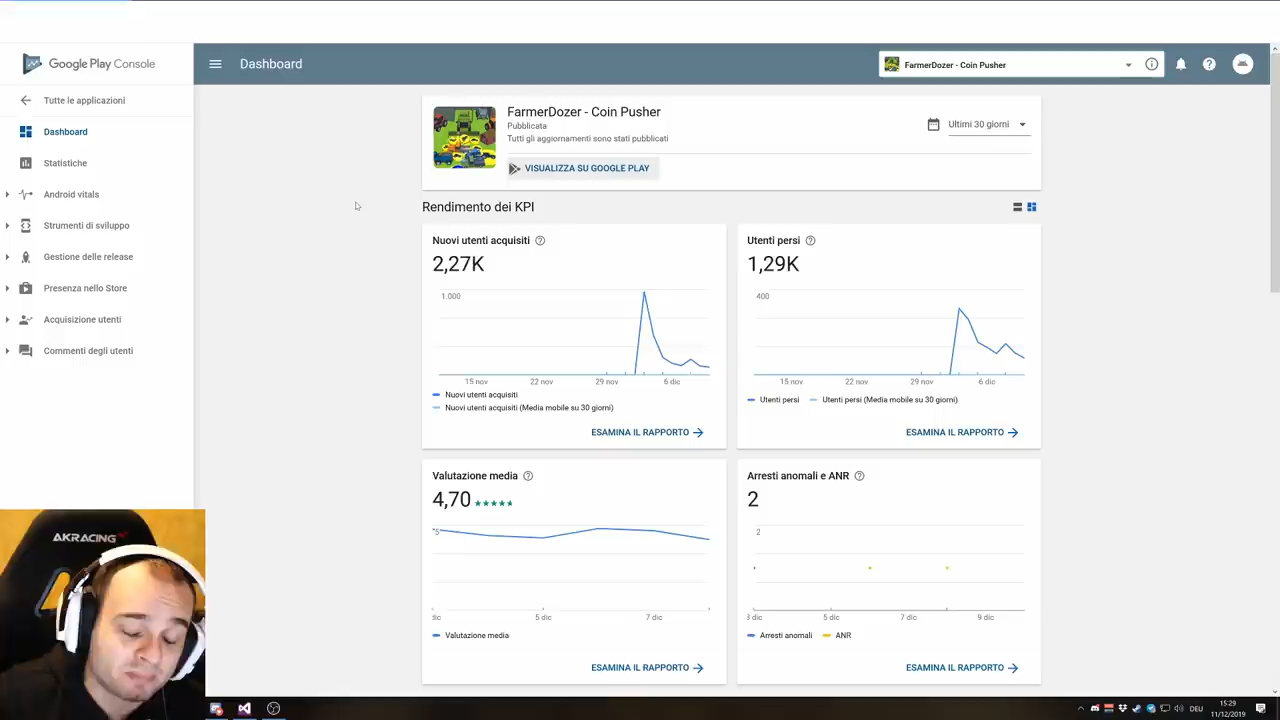 Google Play Console
Dashboard
FarmerDozer - Coin Pusher
Tutte le applicazioni
Dashboard
Statistiche
Android vitals
Strumenti di sviluppo
Gestione delle release
Presenza nello Store
Acquisizione utenti
Commenti degli utenti
FarmerDozer - Coin Pusher
Pubblicata
Tutti gli aggiornamenti sono stati pubblicati
VISUALIZZA SU GOOGLE PLAY
Ultimi 30 giorni
Rendimento dei KPI
Nuovi utenti acquisiti
2,27K
1.000
15 nov 22 nov 29 nov 6 dic
Nuovi utenti acquisiti
Nuovi utenti acquisiti (Media mobile su 30 giorni)
ESAMINA IL RAPPORTO
Utenti persi
1,29K
400
15 nov 22 nov 29 nov 6 dic
Utenti persi Utenti persi (Media mobile su 30 giorni)
ESAMINA IL RAPPORTO
Valutazione media
4,70
5
dic 5 dic 7 dic
Valutazione media
ESAMINA IL RAPPORTO
Arresti anomali e ANR
2
2
3 dic 5 dic 7 dic 9 dic
Arresti anomali ANR
ESAMINA IL RAPPORTO
AKRACING
DEU
15:29
11/12/2019